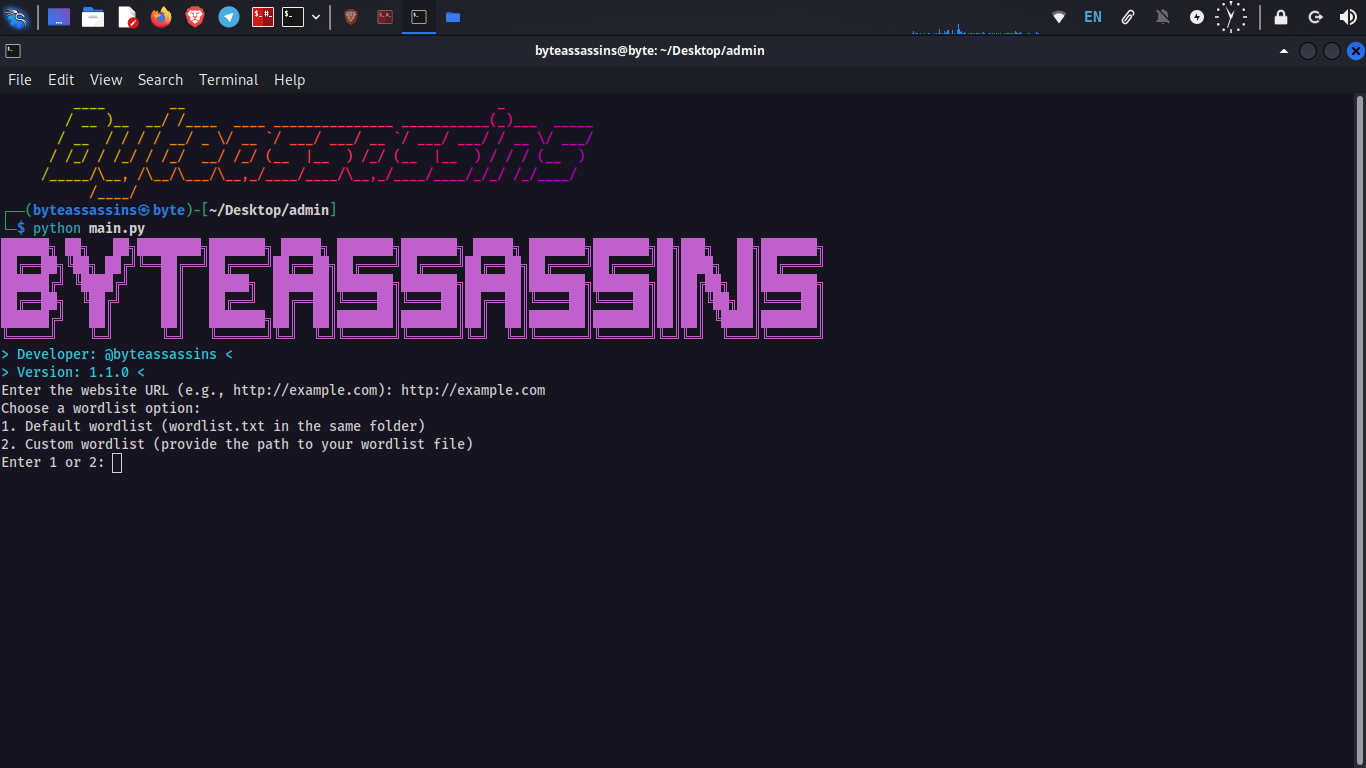 EN
byteassassins@byte: ~/Desktop/admin
File Edit View Search Terminal Help
Byteassassins
┌──(byteassassins㉿byte)-[~/Desktop/admin]
└─$ python main.py
BYTEASSASSINS
> Developer: @byteassassins <
> Version: 1.1.0 <
Enter the website URL (e.g., http://example.com): http://example.com
Choose a wordlist option:
1. Default wordlist (wordlist.txt in the same folder)
2. Custom wordlist (provide the path to your wordlist file)
Enter 1 or 2: